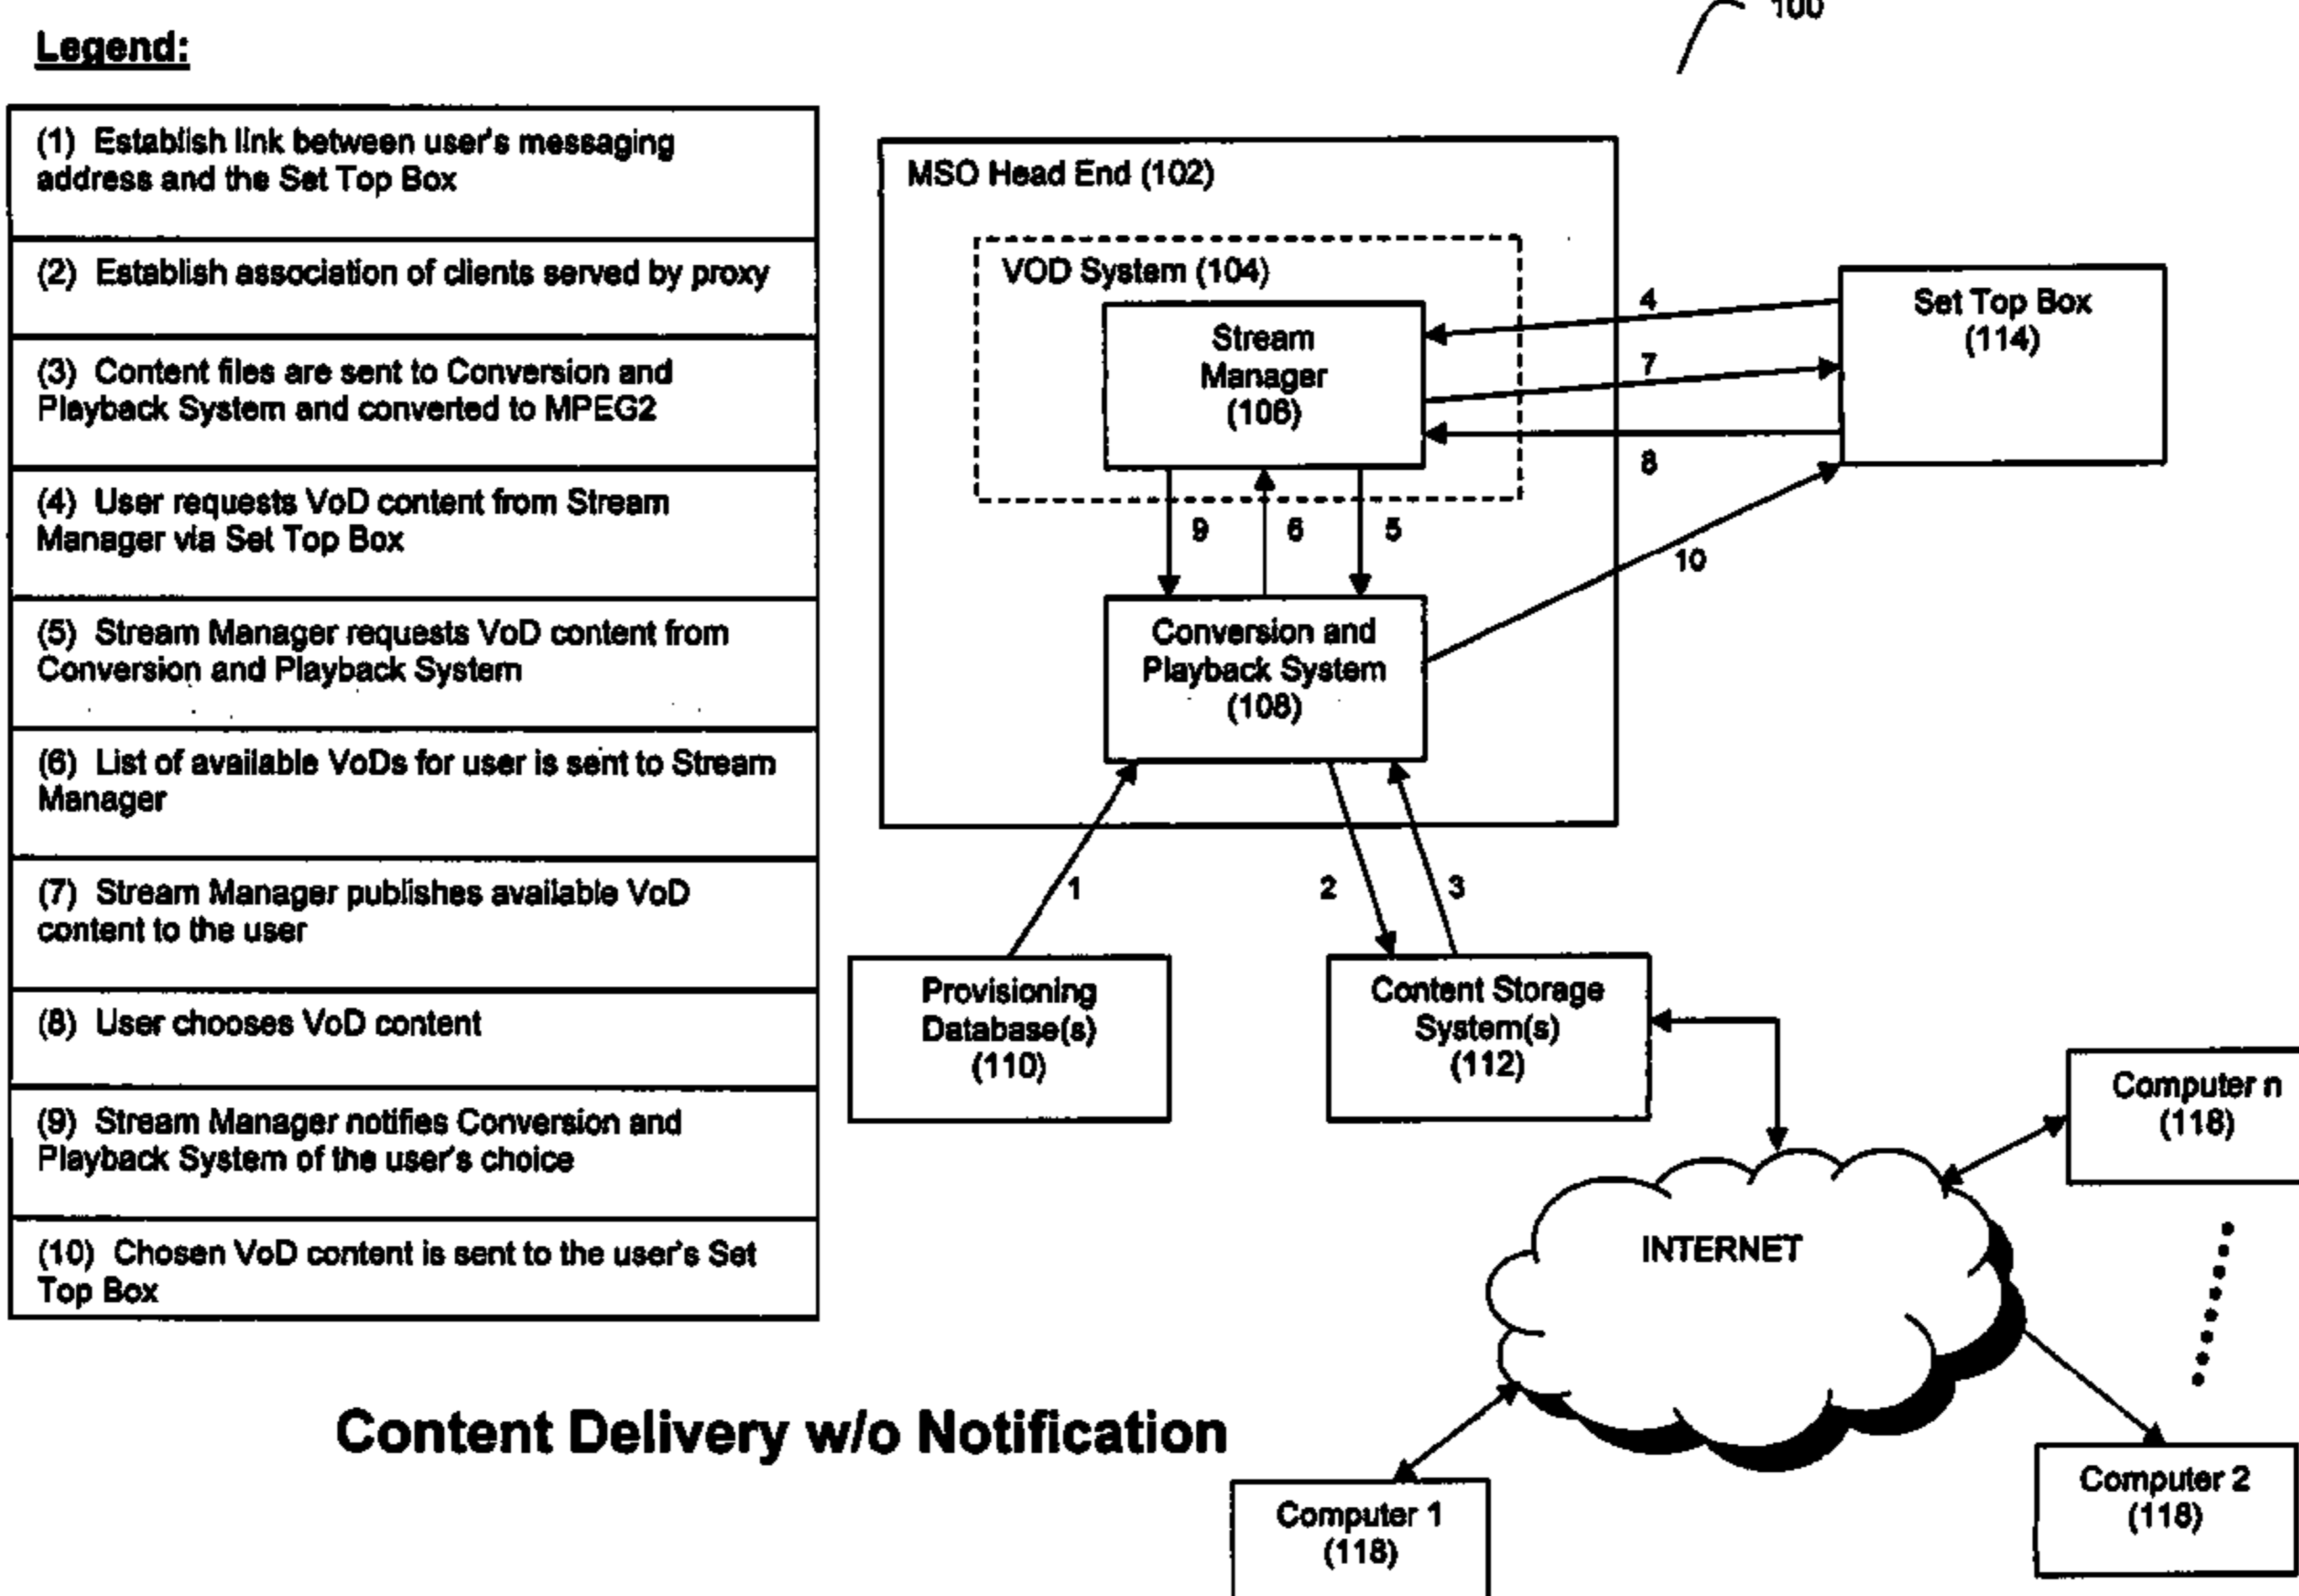 100
Legend:
(1) Establish link between user's messaging
address and the Set Top Box
(2) Establish association of clients served by proxy
(3) Content files are sent to Conversion and
Playback System and converted to MPEG2
(4) User requests VoD content from Stream
Manager via Set Top Box
(5) Stream Manager requests VoD content from
Conversion and Playback System
(6) List of available VoDs for user is sent to Stream
Manager
(7) Stream Manager publishes available VoD
content to the user
(8) User chooses VoD content
(9) Stream Manager notifies Conversion and
Playback System of the user's choice
(10) Chosen VoD content is sent to the user's Set
Top Box
MSO Head End (102)
VOD System (104)
Stream
Manager
(106)
4
7
8
Set Top Box
(114)
9
6
5
10
Conversion and
Playback System
(108)
1
2
3
Provisioning
Database(s)
(110)
Content Storage
System(s)
(112)
Computer n
(118)
INTERNET
Computer 2
(118)
Computer 1
(118)
Content Delivery w/o Notification